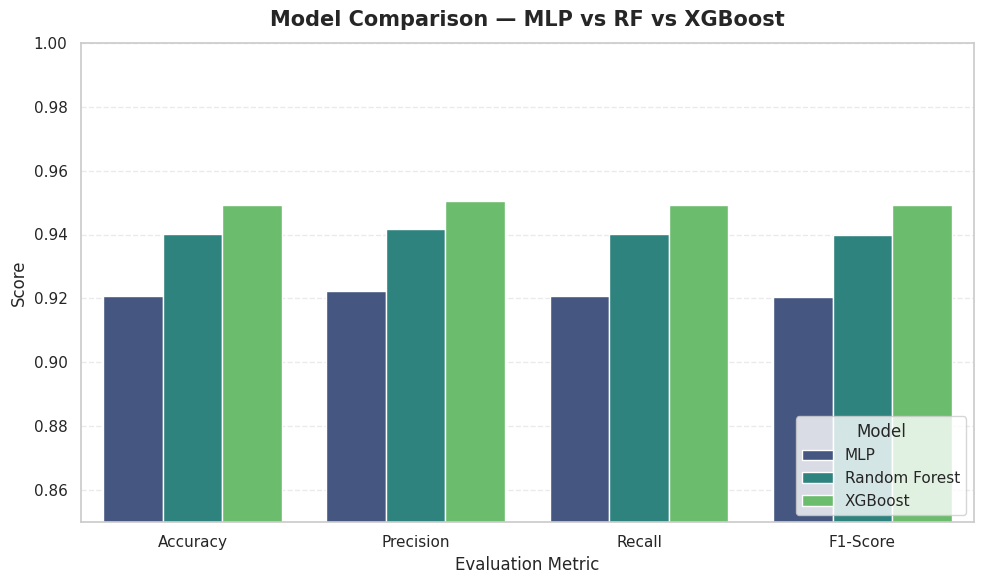 Model Comparison — MLP vs RF vs XGBoost
1.00
0.98
0.96
0.94
0.92
0.90
0.88
0.86
Score
Accuracy
Precision
Recall
F1-Score
Evaluation Metric
Model
MLP
Random Forest
XGBoost